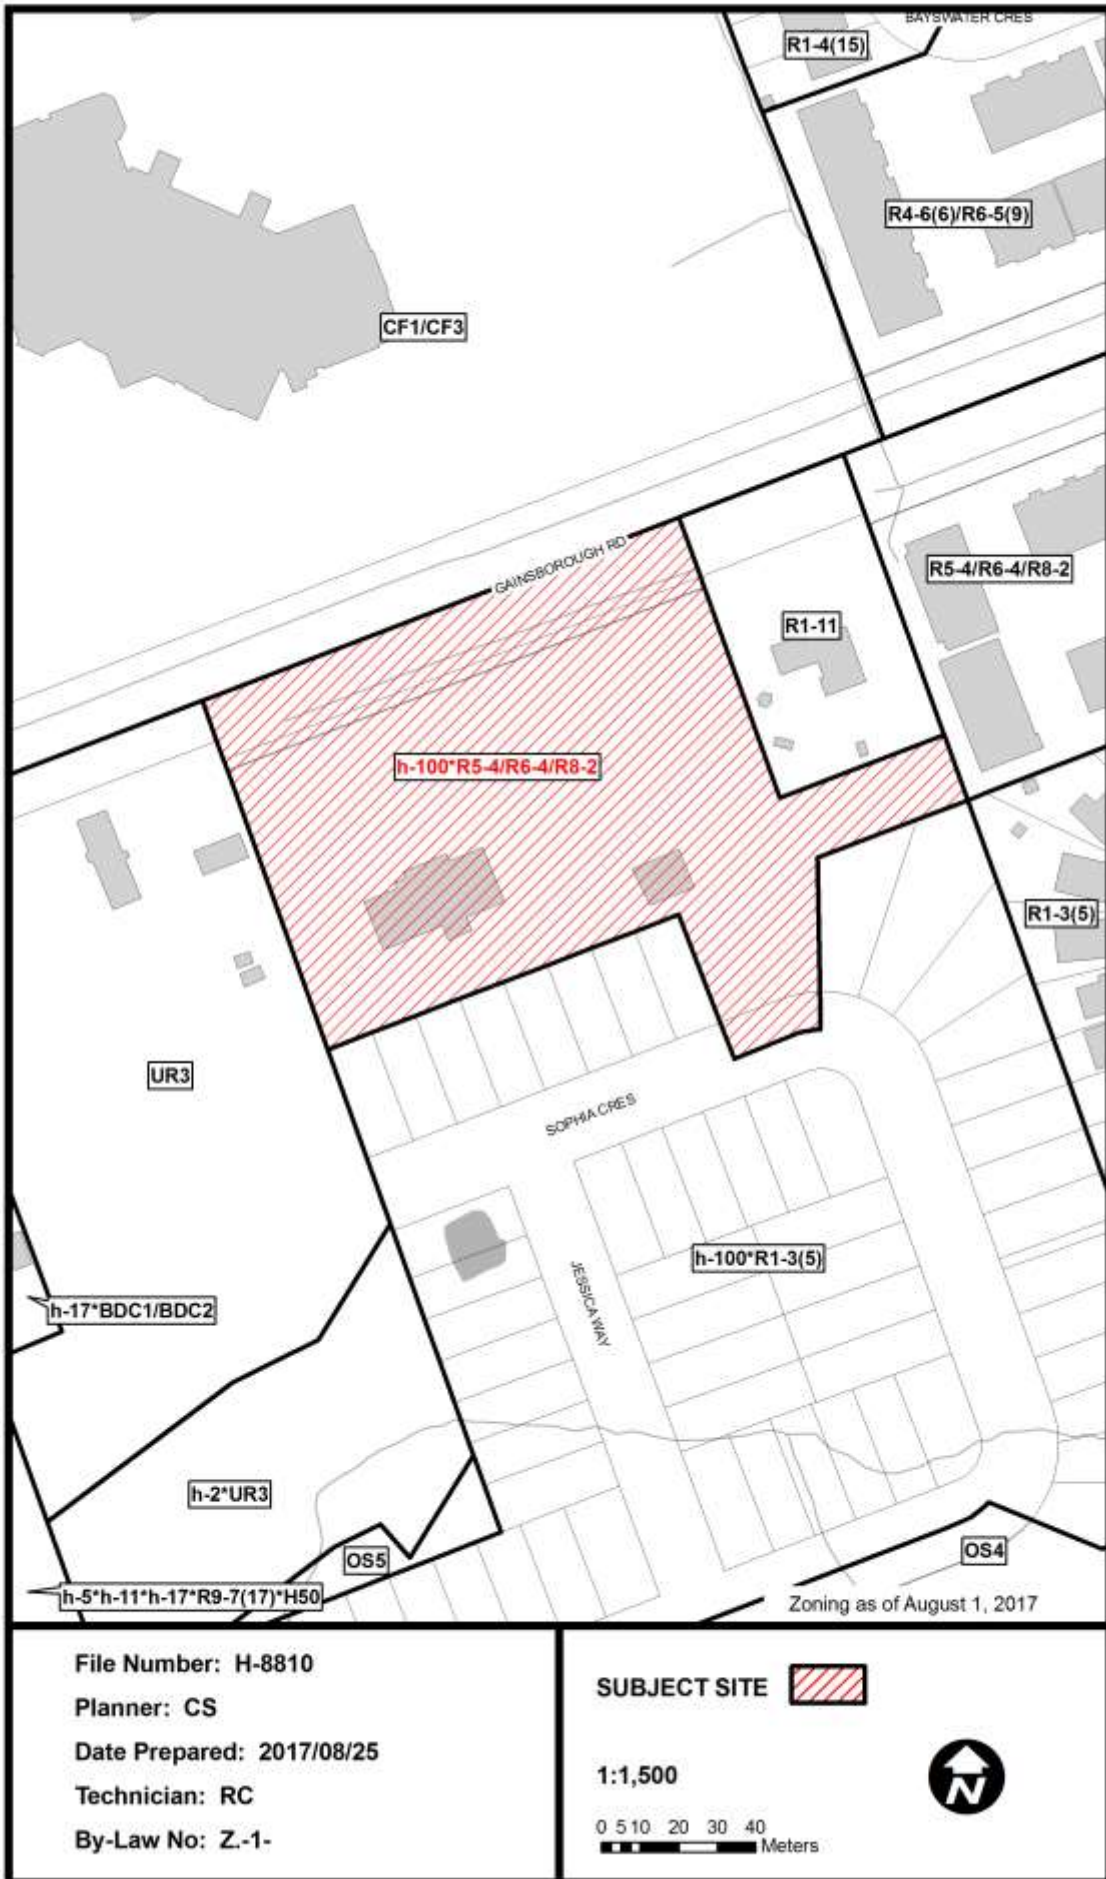 BAYSWATER CRES
R1-4(15)
R4-6(6)/R6-5(9)
CF1/CF3
GAINSBOROUGH RD
R5-4/R6-4/R8-2
R1-11
h-100*R5-4/R6-4/R8-2
R1-3(5)
UR3
SOPHIA CRES
h-100*R1-3(5)
JESSICA WAY
h-17*BDC1/BDC2
h-2*UR3
OS5
OS4
h-5*h-11*h-17*R9-7(17)*H50
Zoning as of August 1, 2017
File Number: H-8810
Planner: CS
Date Prepared: 2017/08/25
Technician: RC
By-Law No: Z.-1-
SUBJECT SITE
1:1,500
0 5 10 20 30 40
Meters
N